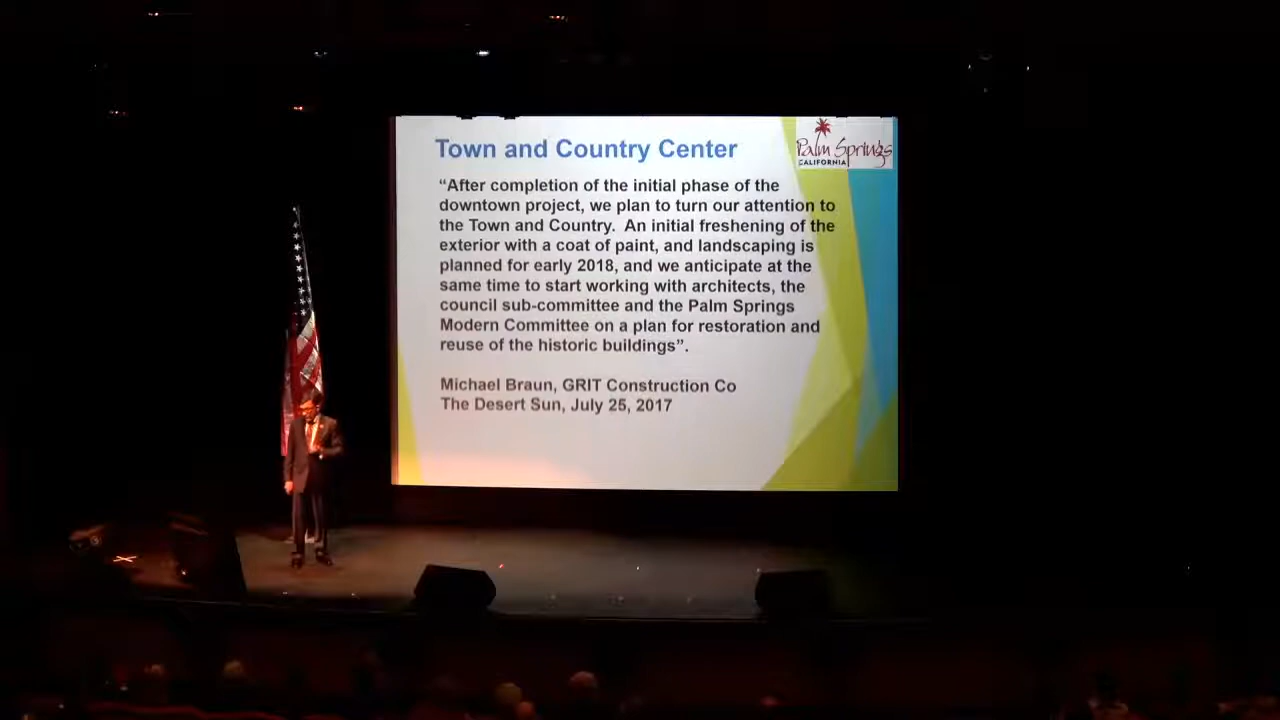 Town and Country Center
Palm Springs
CALIFORNIA
“After completion of the initial phase of the
downtown project, we plan to turn our attention to
the Town and Country.  An initial freshening of the
exterior with a coat of paint, and landscaping is
planned for early 2018, and we anticipate at the
same time to start working with architects, the
council sub-committee and the Palm Springs
Modern Committee on a plan for restoration and
reuse of the historic buildings”.
Michael Braun, GRIT Construction Co
The Desert Sun, July 25, 2017